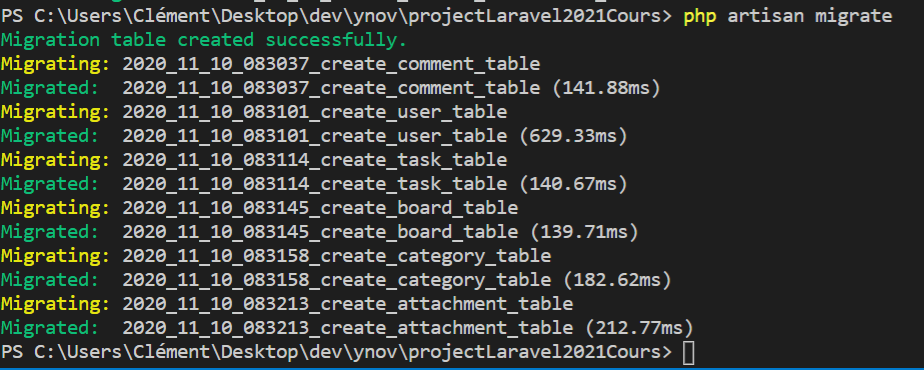 PS C:\Users\Clément\Desktop\dev\ynov\projectLaravel2021Cours> php artisan migrate
Migration table created successfully.
Migrating: 2020_11_10_083037_create_comment_table
Migrated:  2020_11_10_083037_create_comment_table (141.88ms)
Migrating: 2020_11_10_083101_create_user_table
Migrated:  2020_11_10_083101_create_user_table (629.33ms)
Migrating: 2020_11_10_083114_create_task_table
Migrated:  2020_11_10_083114_create_task_table (140.67ms)
Migrating: 2020_11_10_083145_create_board_table
Migrated:  2020_11_10_083145_create_board_table (139.71ms)
Migrating: 2020_11_10_083158_create_category_table
Migrated:  2020_11_10_083158_create_category_table (182.62ms)
Migrating: 2020_11_10_083213_create_attachment_table
Migrated:  2020_11_10_083213_create_attachment_table (212.77ms)
PS C:\Users\Clément\Desktop\dev\ynov\projectLaravel2021Cours>